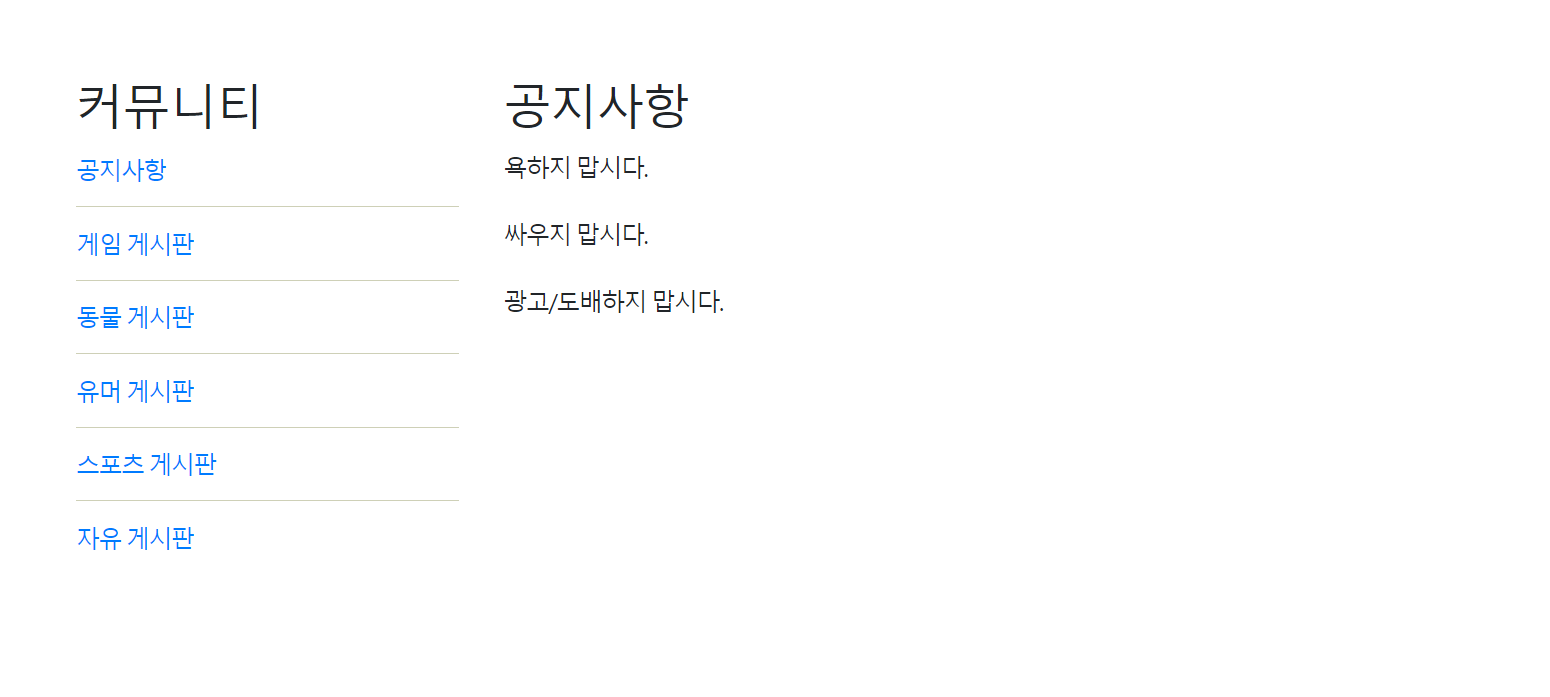 커뮤니티
공지사항
게임 게시판
동물 게시판
유머 게시판
스포츠 게시판
자유 게시판
공지사항
욕하지 맙시다.
싸우지 맙시다.
광고/도배하지 맙시다.